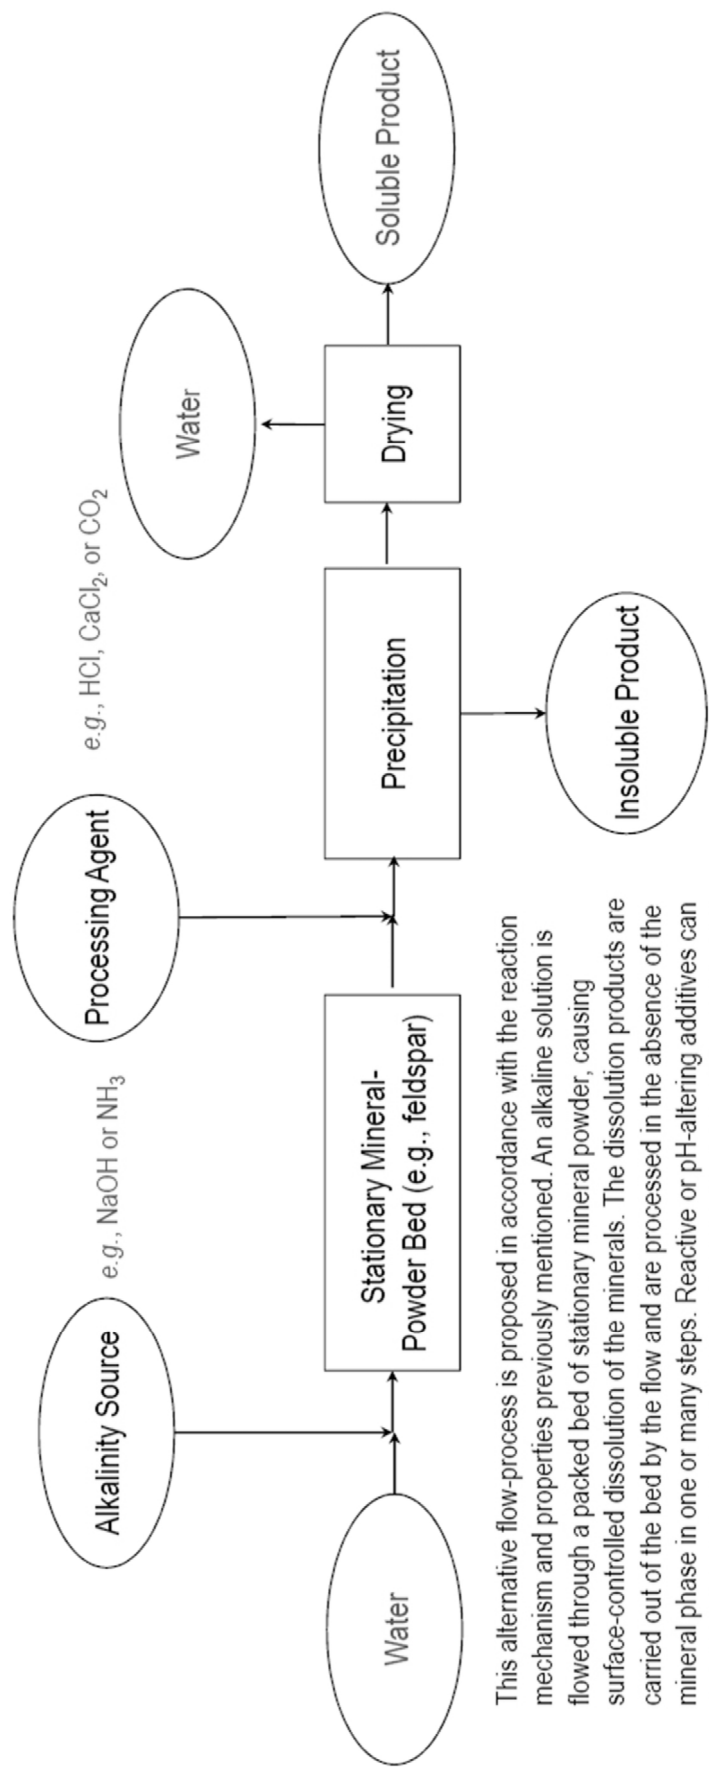 Water
Alkalinity Source
e.g., NaOH or NH3
Stationary Mineral-
Powder Bed (e.g., feldspar)
Processing Agent
e.g., HCl, CaCl2, or CO2
Precipitation
Insoluble Product
Drying
Water
Soluble Product
This alternative flow-process is proposed in accordance with the reaction
mechanism and properties previously mentioned. An alkaline solution is
flowed through a packed bed of stationary mineral powder, causing
surface-controlled dissolution of the minerals. The dissolution products are
carried out of the bed by the flow and are processed in the absence of the
mineral phase in one or many steps. Reactive or pH-altering additives can